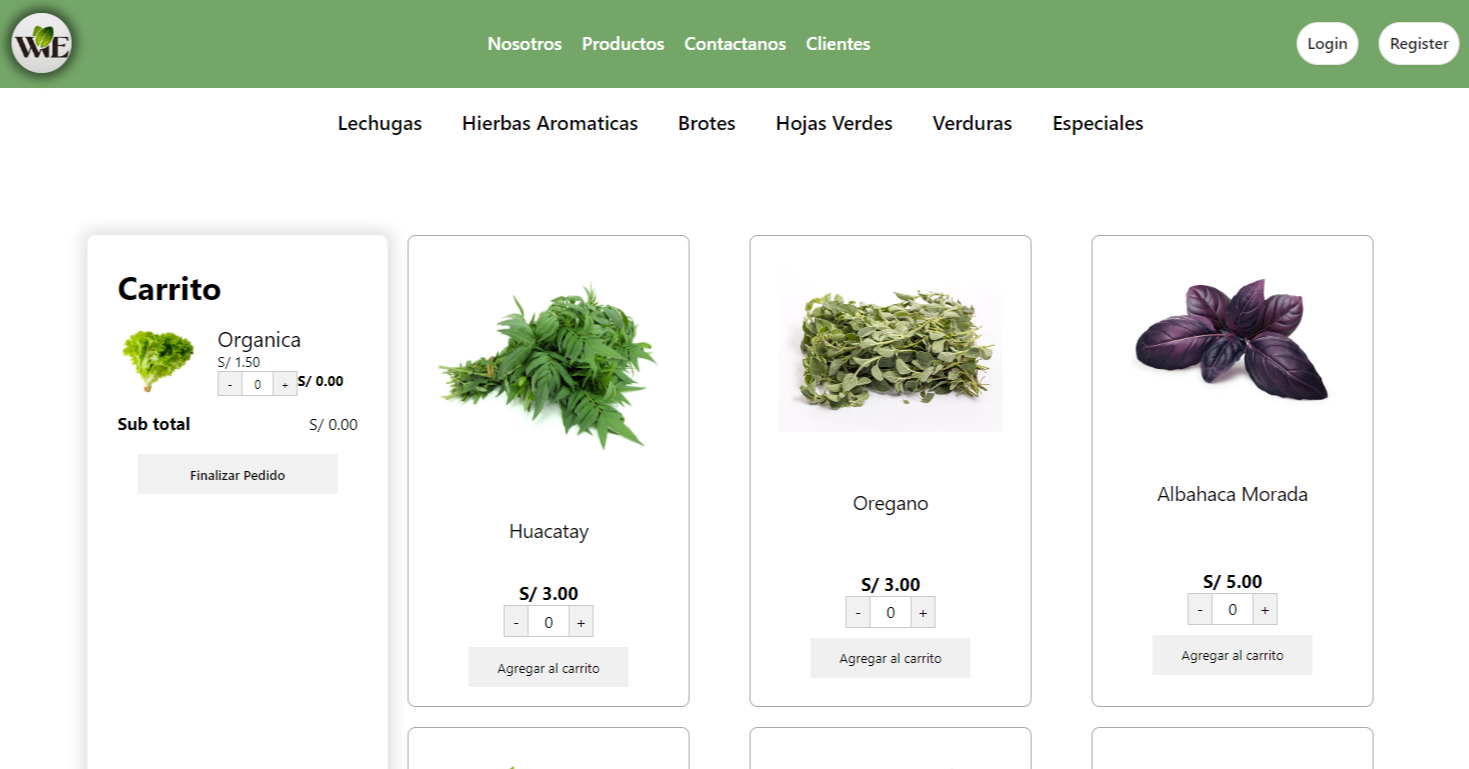 WE
Nosotros Productos Contactanos Clientes
Login Register
Lechugas Hierbas Aromaticas Brotes Hojas Verdes Verduras Especiales
Carrito
Organica
S/ 1.50
- 0 + S/ 0.00
Sub total S/ 0.00
Finalizar Pedido
Huacatay
S/ 3.00
- 0 +
Agregar al carrito
Oregano
S/ 3.00
- 0 +
Agregar al carrito
Albahaca Morada
S/ 5.00
- 0 +
Agregar al carrito